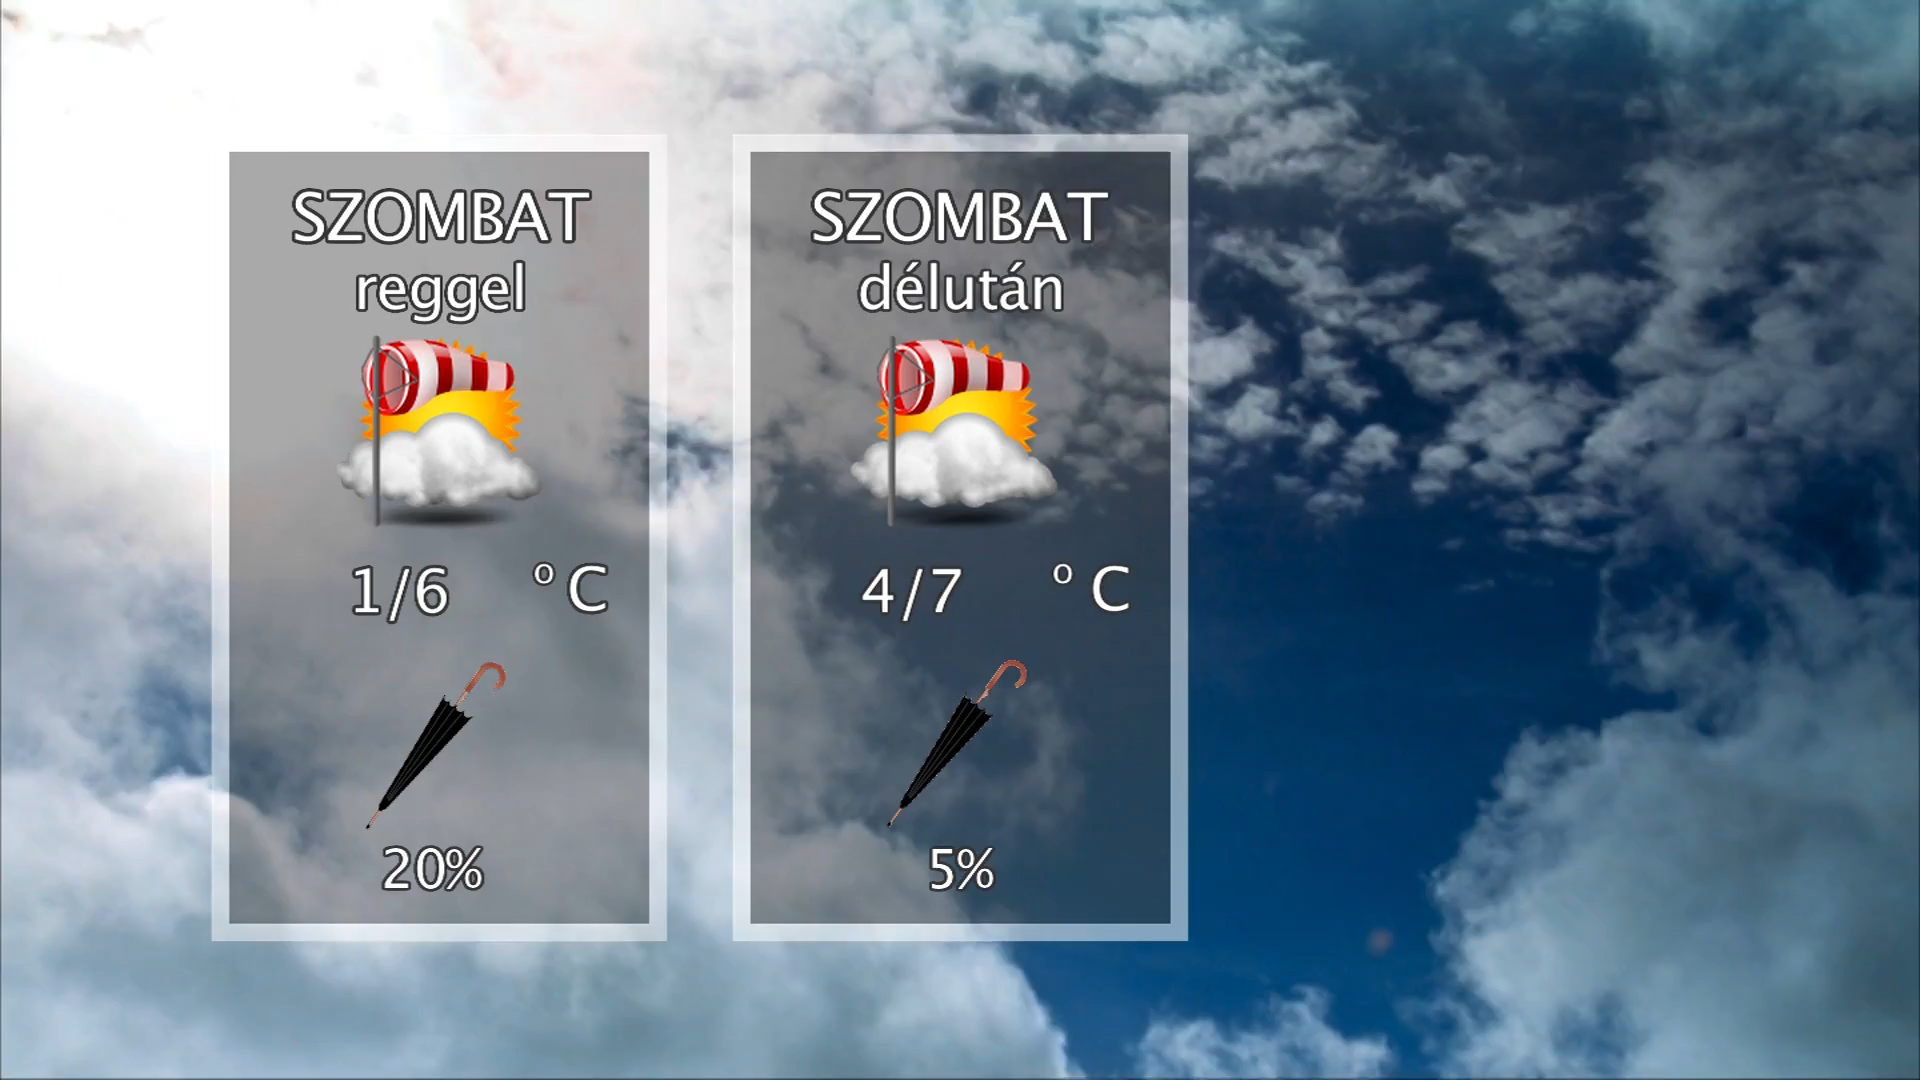 SZOMBAT
reggel
1/6 °C
20%
SZOMBAT
délután
4/7 °C
5%